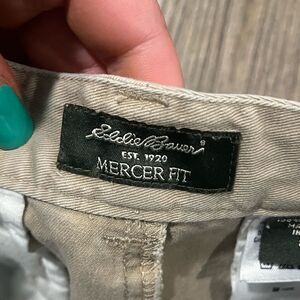 Eddie Bauer
EST. 1920
MERCER FIT